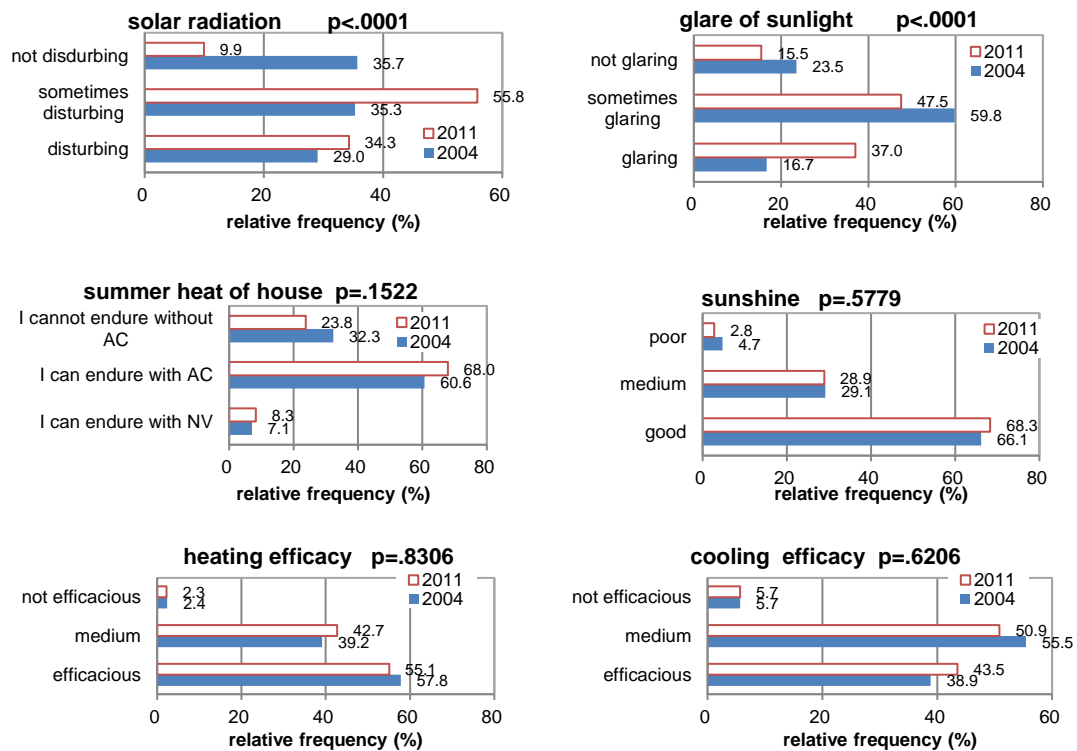 solar radiation p<.0001
not disdurbing
9.9
35.7
sometimes
disturbing
55.8
35.3
disturbing
34.3
29.0
2011
2004
0 20 40 60
relative frequency (%)
glare of sunlight p<.0001
not glaring
15.5
23.5
2011
2004
sometimes
glaring
47.5
59.8
glaring
37.0
16.7
0 20 40 60 80
relative frequency (%)
summer heat of house p=.1522
I cannot endure without
AC
23.8
32.3
2011
2004
I can endure with AC
68.0
60.6
I can endure with NV
8.3
7.1
0 20 40 60 80
relative frequency (%)
sunshine p=.5779
poor
2.8
4.7
2011
2004
medium
28.9
29.1
good
68.3
66.1
0 20 40 60 80
relative frequency (%)
heating efficacy p=.8306
not efficacious
2.3
2.4
2011
2004
medium
42.7
39.2
efficacious
55.1
57.8
0 20 40 60 80
relative frequency (%)
cooling efficacy p=.6206
not efficacious
5.7
5.7
2011
2004
medium
50.9
55.5
efficacious
43.5
38.9
0 20 40 60
relative frequency (%)